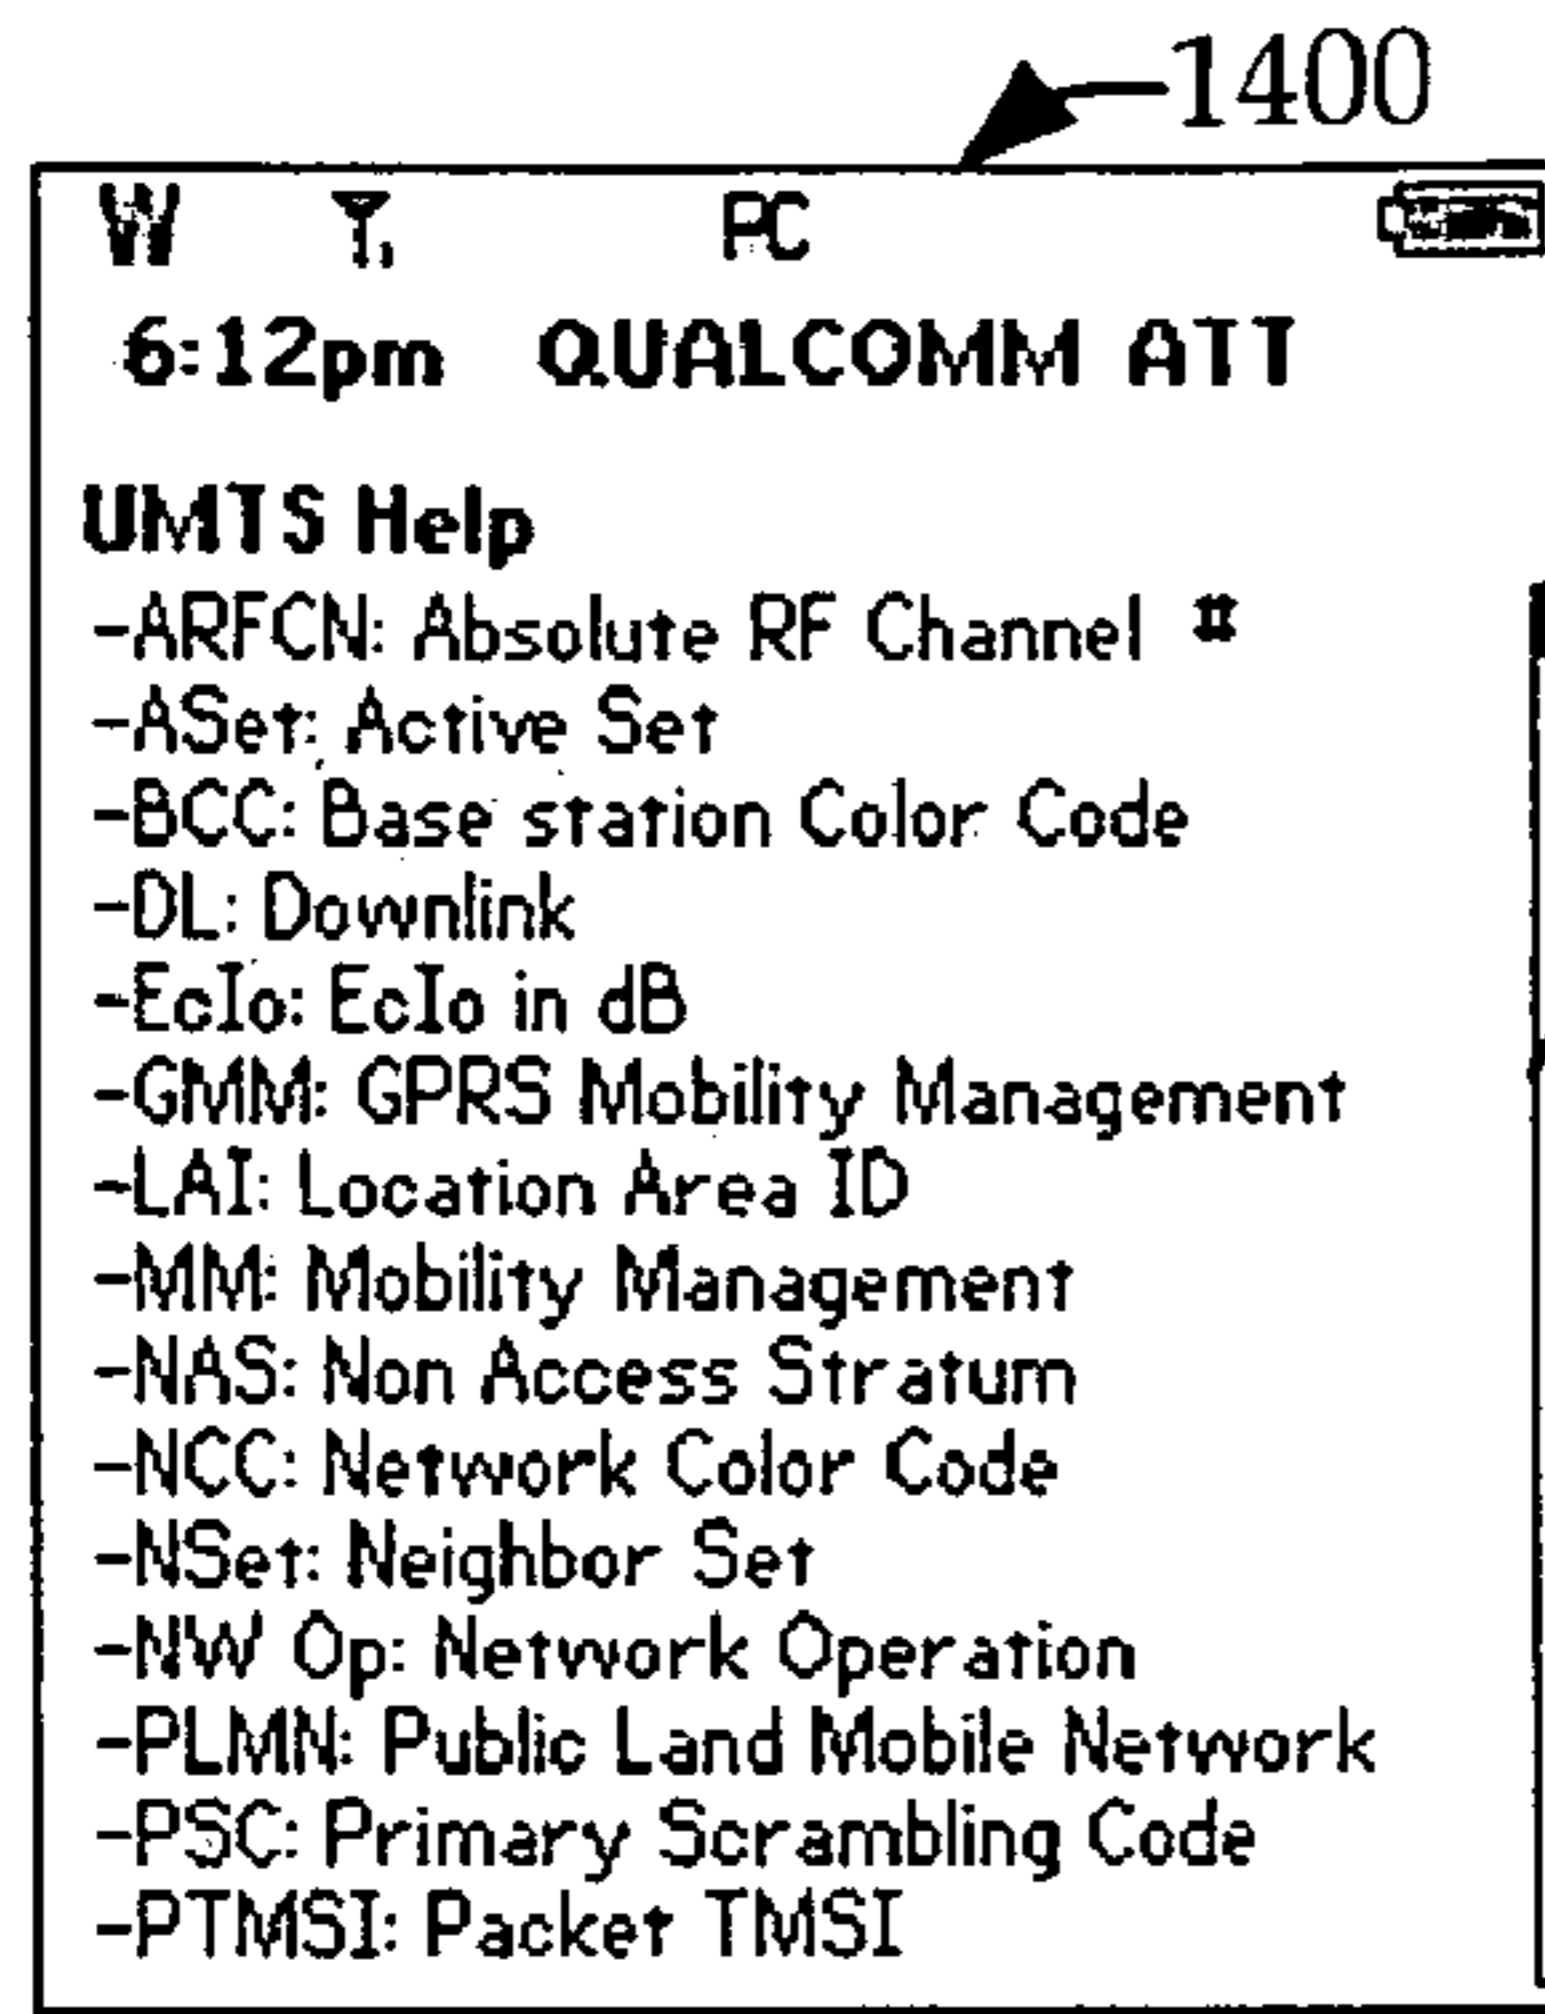 1400
W PC
6:12pm QUALCOMM ATT
UMTS Help
-ARFCN: Absolute RF Channel #
-ASet: Active Set
-BCC: Base station Color Code
-DL: Downlink
-EcIo: EcIo in dB
-GMM: GPRS Mobility Management
-LAI: Location Area ID
-MM: Mobility Management
-NAS: Non Access Stratum
-NCC: Network Color Code
-NSet: Neighbor Set
-NW Op: Network Operation
-PLMN: Public Land Mobile Network
-PSC: Primary Scrambling Code
-PTMSI: Packet TMSI